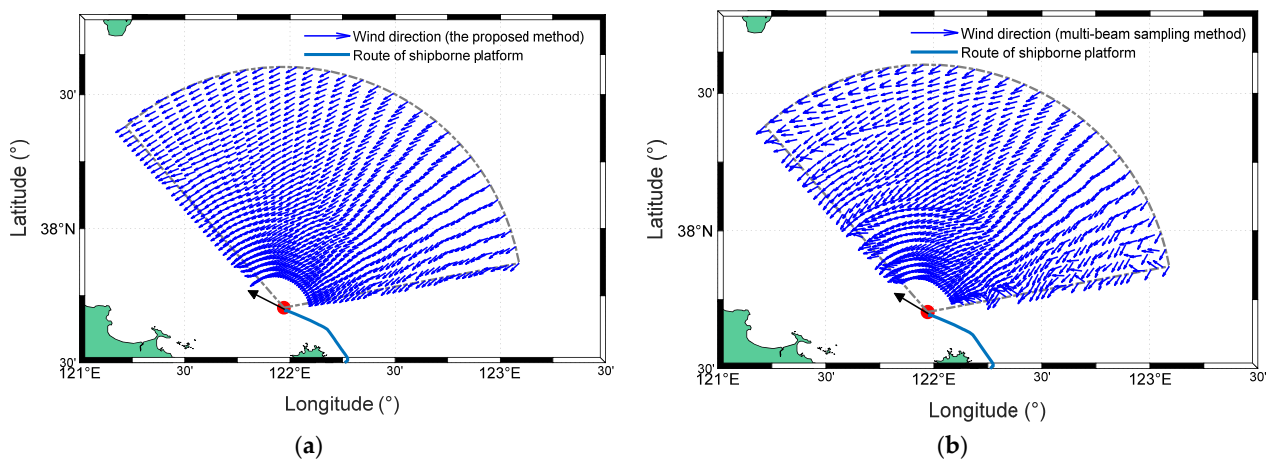 Wind direction (the proposed method)
Route of shipborne platform
30'
38°N
30'
121°E
30'
122°E
30'
123°E
30'
Latitude (°)
Longitude (°)
(a)
Wind direction (multi-beam sampling method)
Route of shipborne platform
30'
38°N
30'
121°E
30'
122°E
30'
123°E
30'
Latitude (°)
Longitude (°)
(b)